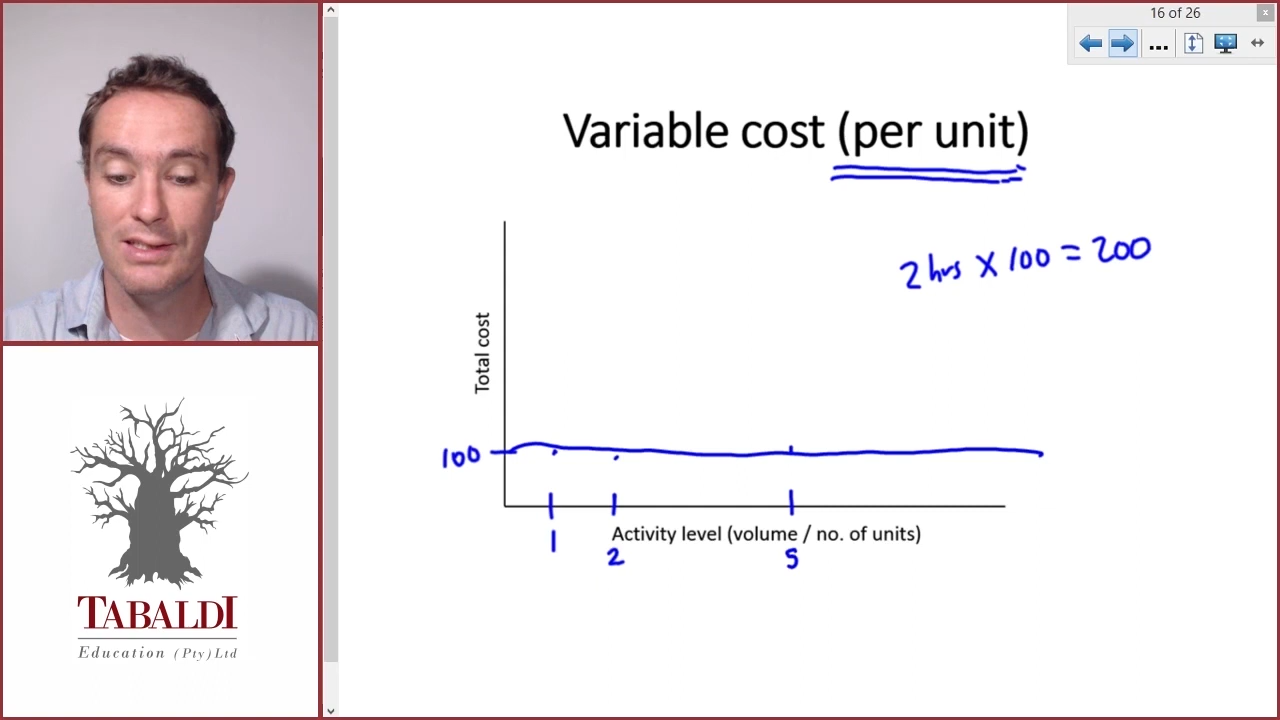 16 of 26
Variable cost (per unit)
2 hrs X 100 = 200
Total cost
100
Activity level (volume / no. of units)
1
2
5
TABALDI
Education (Pty) Ltd